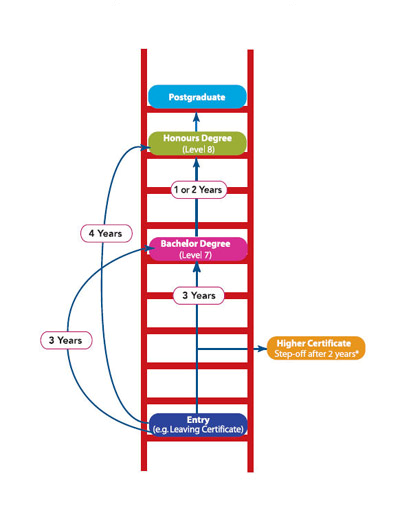 Postgraduate
Honours Degree
(Level 8)
1 or 2 Years
4 Years
Bachelor Degree
(Level 7)
3 Years
3 Years
Higher Certificate
Step-off after 2 years*
Entry
(e.g. Leaving Certificate)